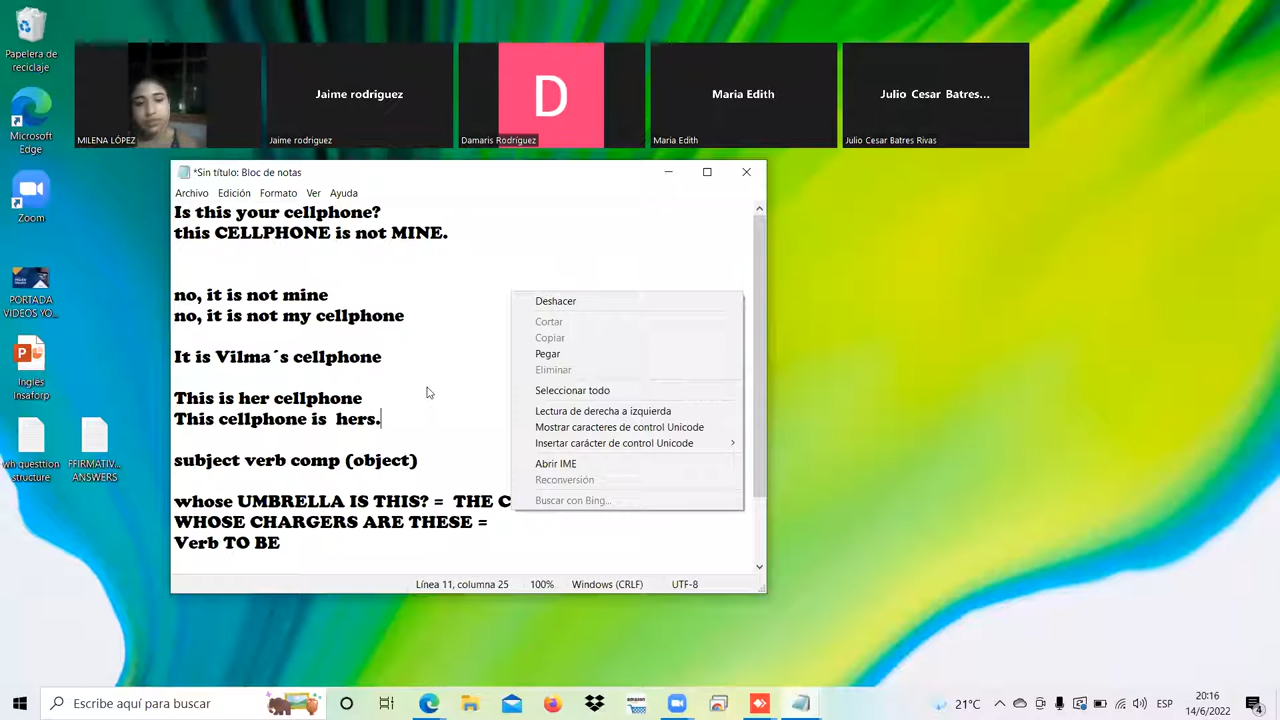 Papelera de
reciclaje
Microsoft
Edge
Zoom
PORTADA
VIDEOS YO...
Ingles
Insaforp
wh questtion
structure
FFIRMATIV...
ANSWERS
MILENA LÓPEZ
Jaime rodriguez
Jaime rodriguez
D
Damaris Rodríguez
Maria Edith
Maria Edith
Julio Cesar Batres...
Julio Cesar Batres Rivas
*Sin título: Bloc de notas
Archivo Edición Formato Ver Ayuda
Is this your cellphone?
this CELLPHONE is not MINE.
no, it is not mine
no, it is not my cellphone
It is Vilma´s cellphone
This is her cellphone
This cellphone is  hers.
subject verb comp (object)
whose UMBRELLA IS THIS? =  THE C
WHOSE CHARGERS ARE THESE =
Verb TO BE
Deshacer
Cortar
Copiar
Pegar
Eliminar
Seleccionar todo
Lectura de derecha a izquierda
Mostrar caracteres de control Unicode
Insertar carácter de control Unicode
Abrir IME
Reconversión
Buscar con Bing...
Línea 11, columna 25 100% Windows (CRLF) UTF-8
Escribe aquí para buscar
amazon
21°C
ESP
20:16
14/6/2022
4